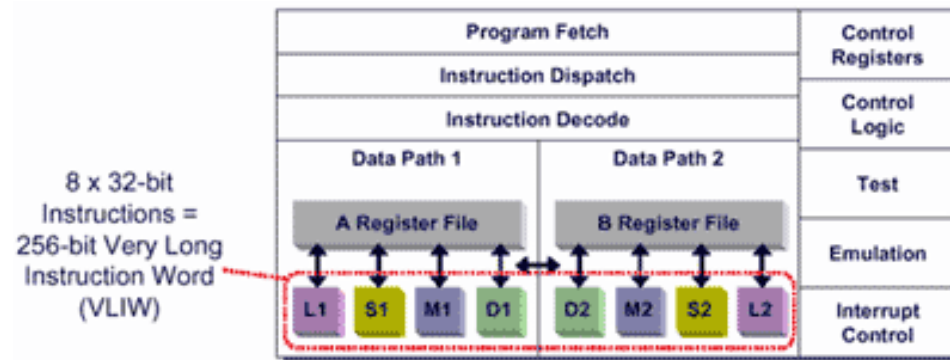 Program Fetch
Instruction Dispatch
Instruction Decode
Data Path 1
Data Path 2
A Register File
B Register File
L1 S1 M1 D1 D2 M2 S2 L2
8 x 32-bit
Instructions =
256-bit Very Long
Instruction Word
(VLIW)
Control
Registers
Control
Logic
Test
Emulation
Interrupt
Control